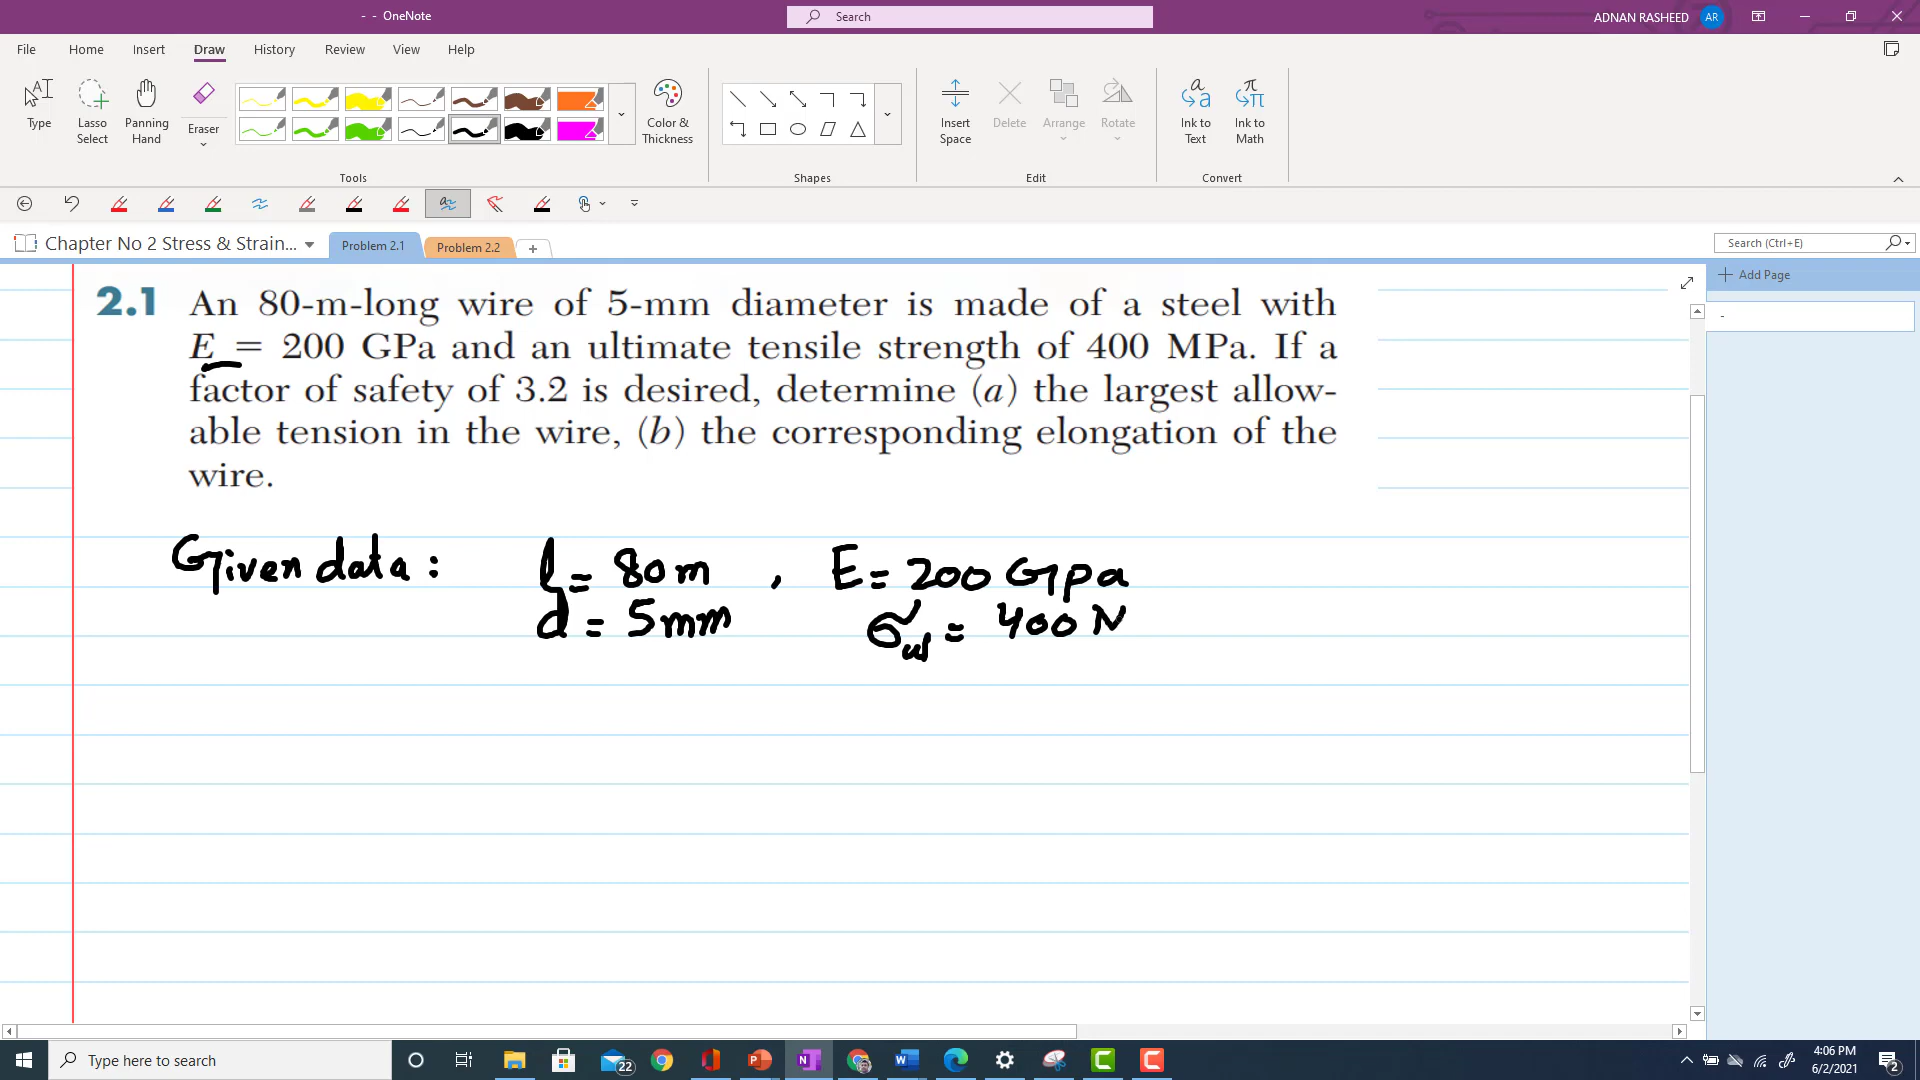 - - OneNote
Search
ADNAN RASHEED AR
File Home Insert Draw History Review View Help
Type
Lasso Select
Panning Hand
Eraser
Color & Thickness
Insert Space
Delete
Arrange
Rotate
Ink to Text
Ink to Math
Tools Shapes Edit Convert
Chapter No 2 Stress & Strain... Problem 2.1 Problem 2.2 + Search (Ctrl+E)
Add Page
-
2.1 An 80-m-long wire of 5-mm diameter is made of a steel with
E = 200 GPa and an ultimate tensile strength of 400 MPa. If a
factor of safety of 3.2 is desired, determine (a) the largest allow-
able tension in the wire, (b) the corresponding elongation of the
wire.
Given data: l = 80 m , E = 200 Gpa
d = 5 mm σul = 400 N
Type here to search
22
4:06 PM
6/2/2021
2